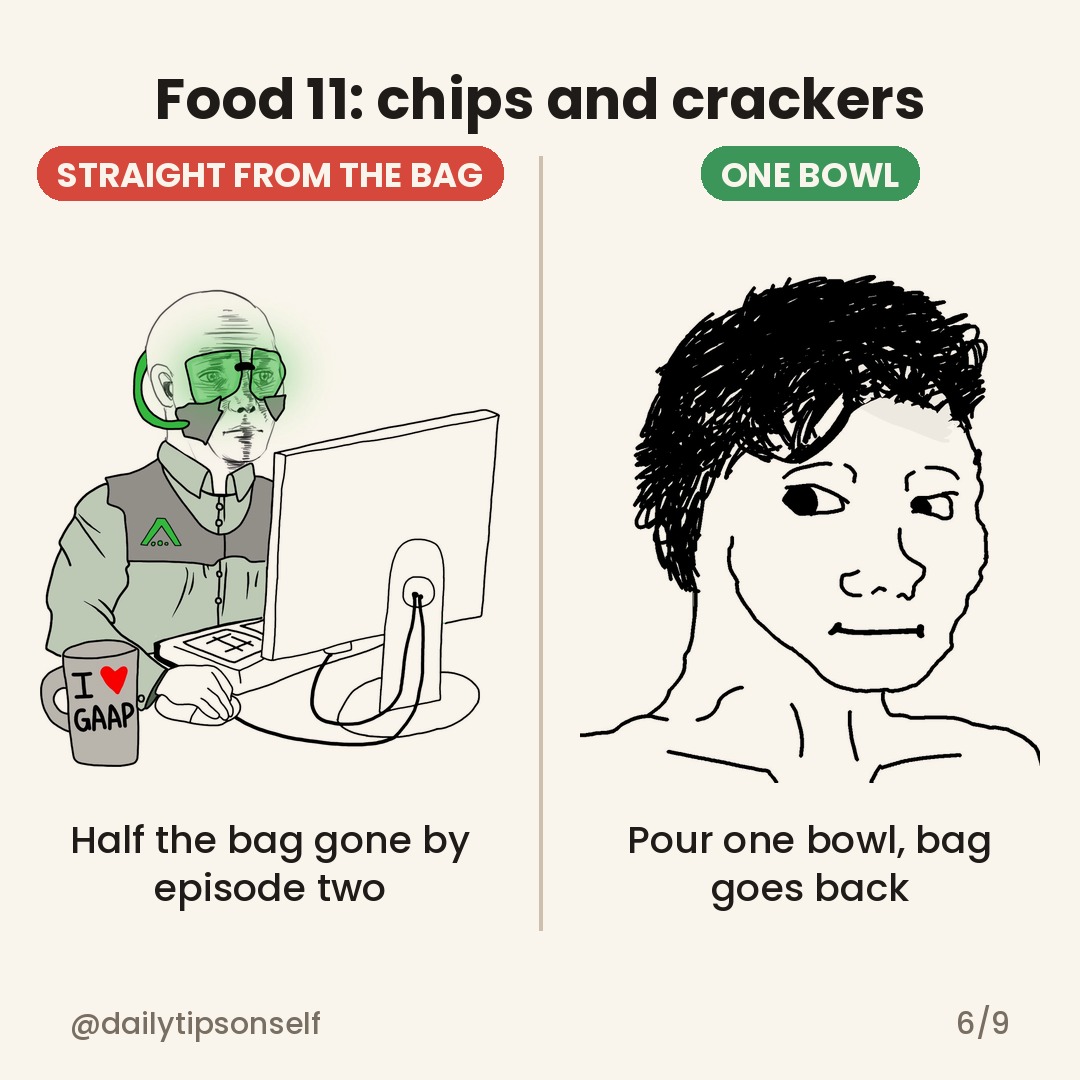 Food 11: chips and crackers
STRAIGHT FROM THE BAG
ONE BOWL
I ♥
GAAP
Half the bag gone by
episode two
Pour one bowl, bag
goes back
@dailytipsonself
6/9